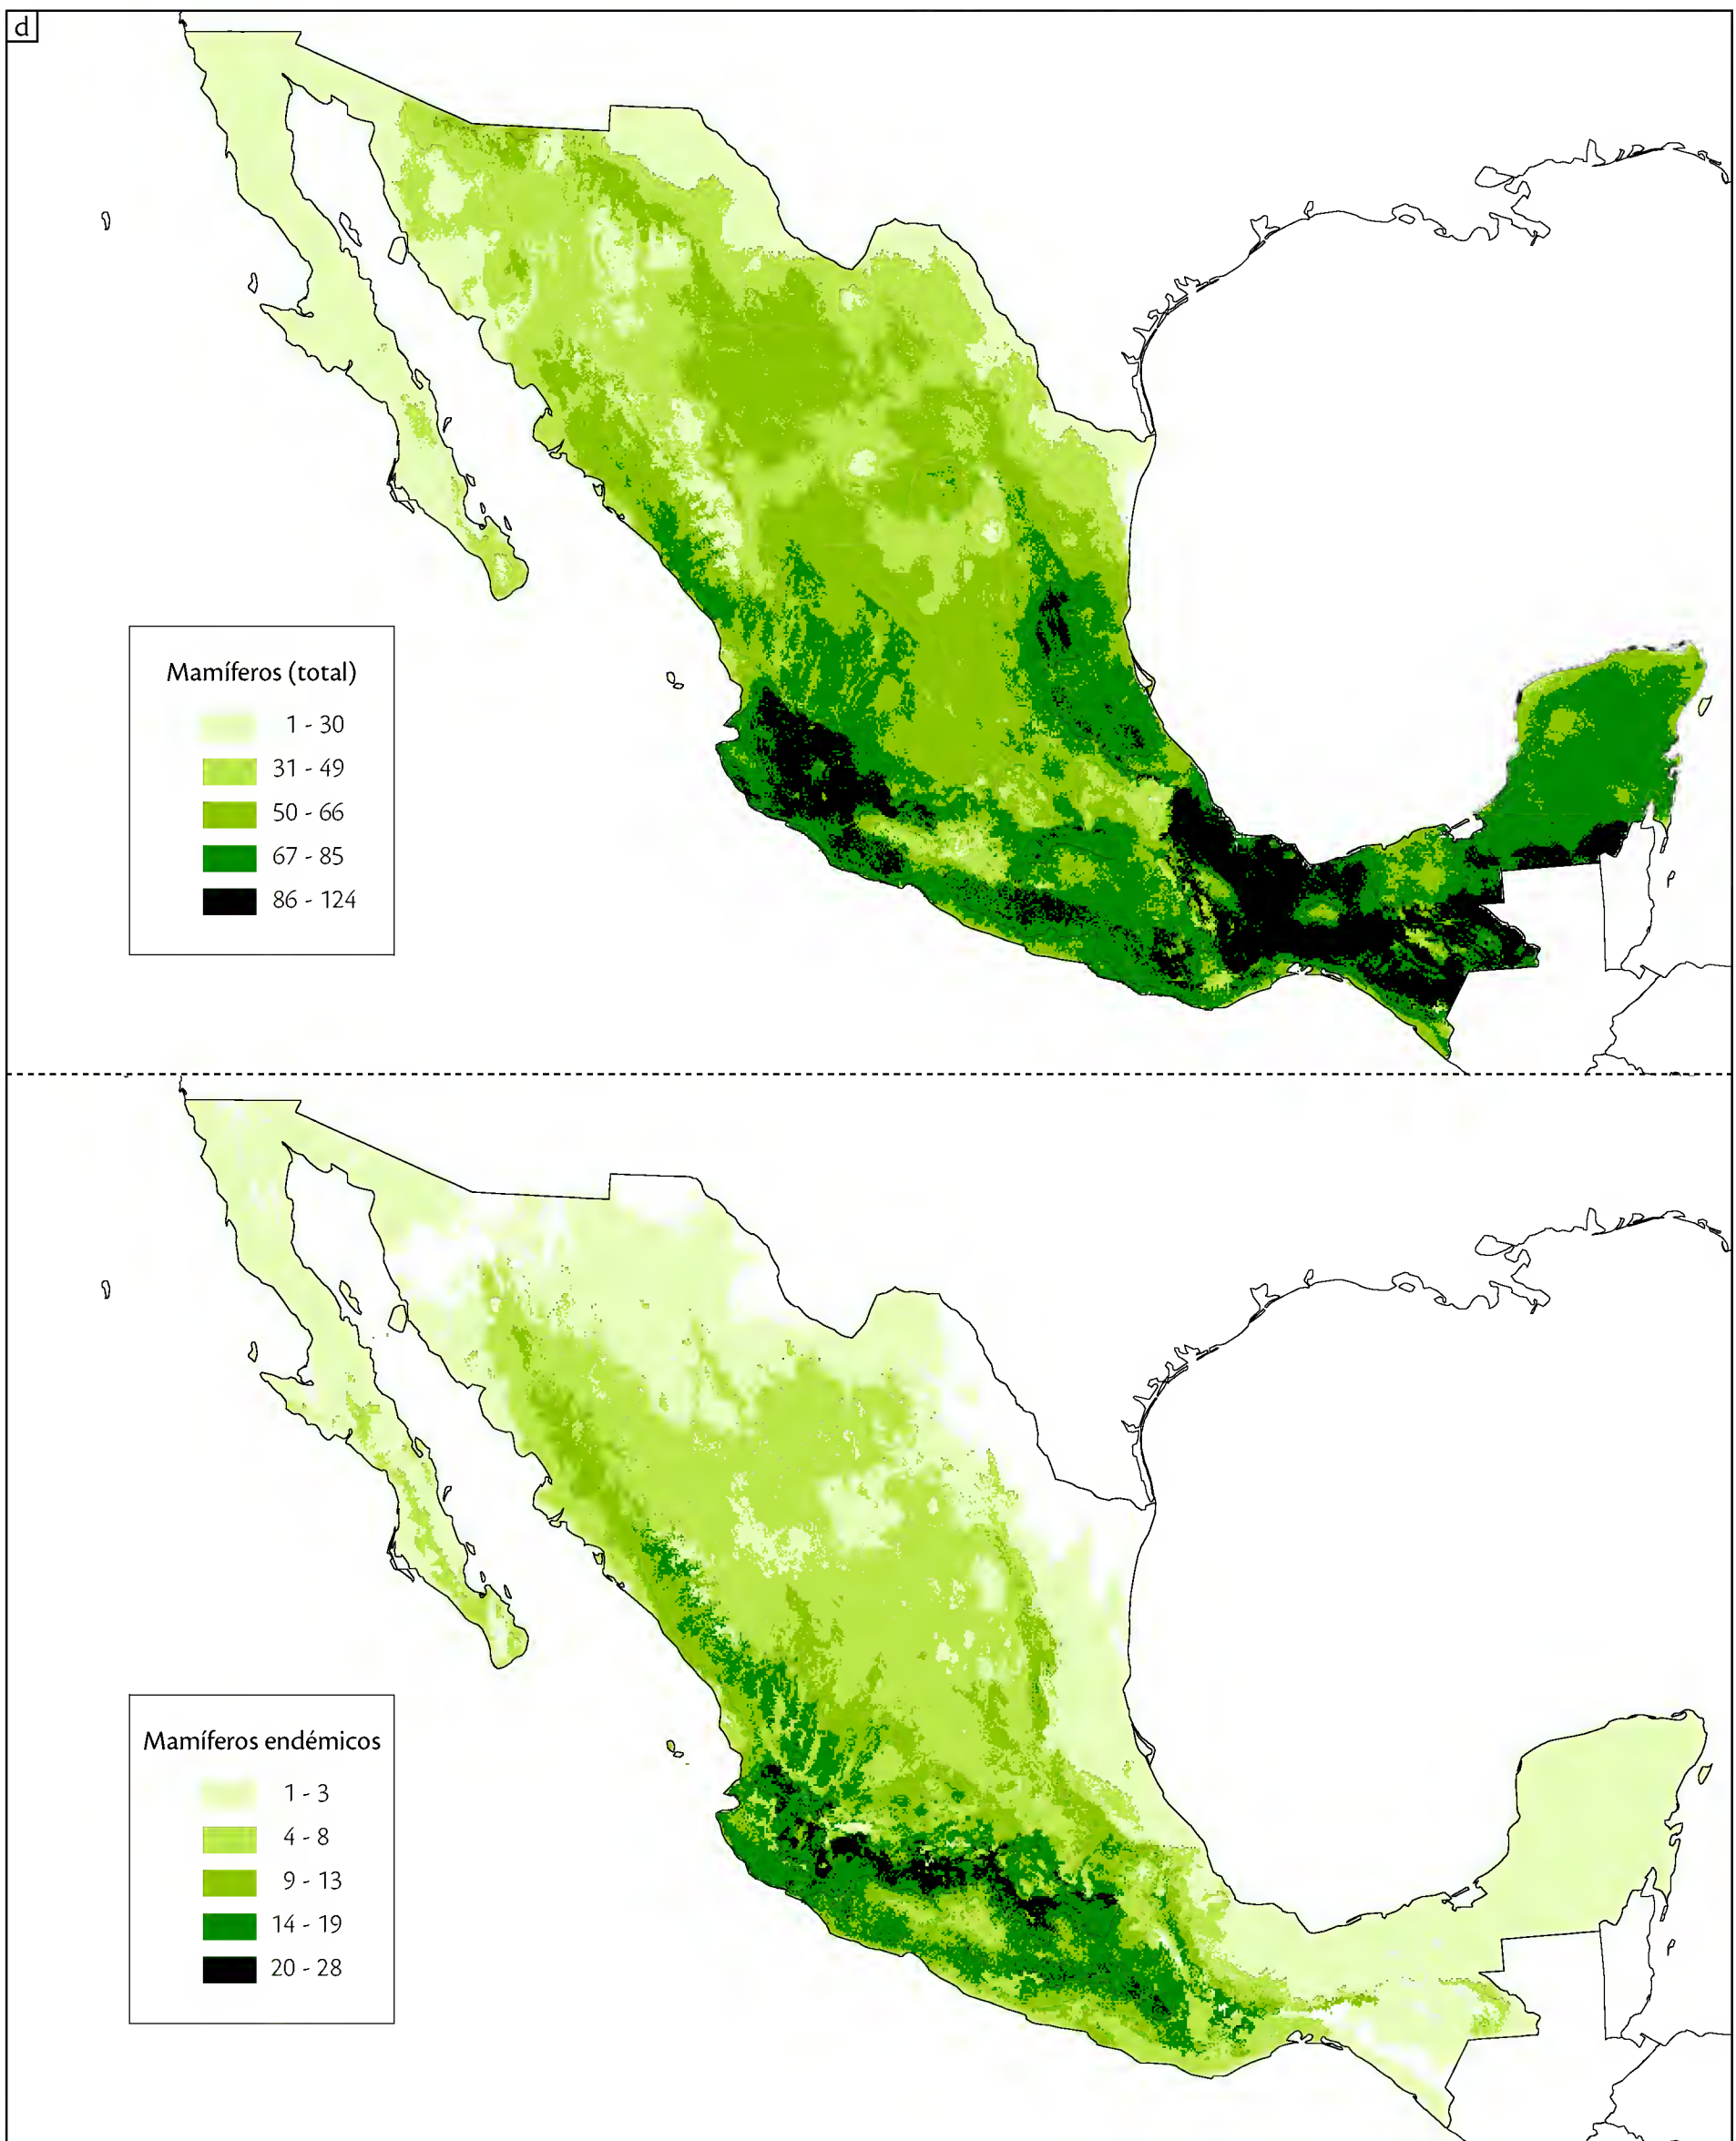 d
Mamíferos (total)
1 - 30
31 - 49
50 - 66
67 - 85
86 - 124
Mamíferos endémicos
1 - 3
4 - 8
9 - 13
14 - 19
20 - 28